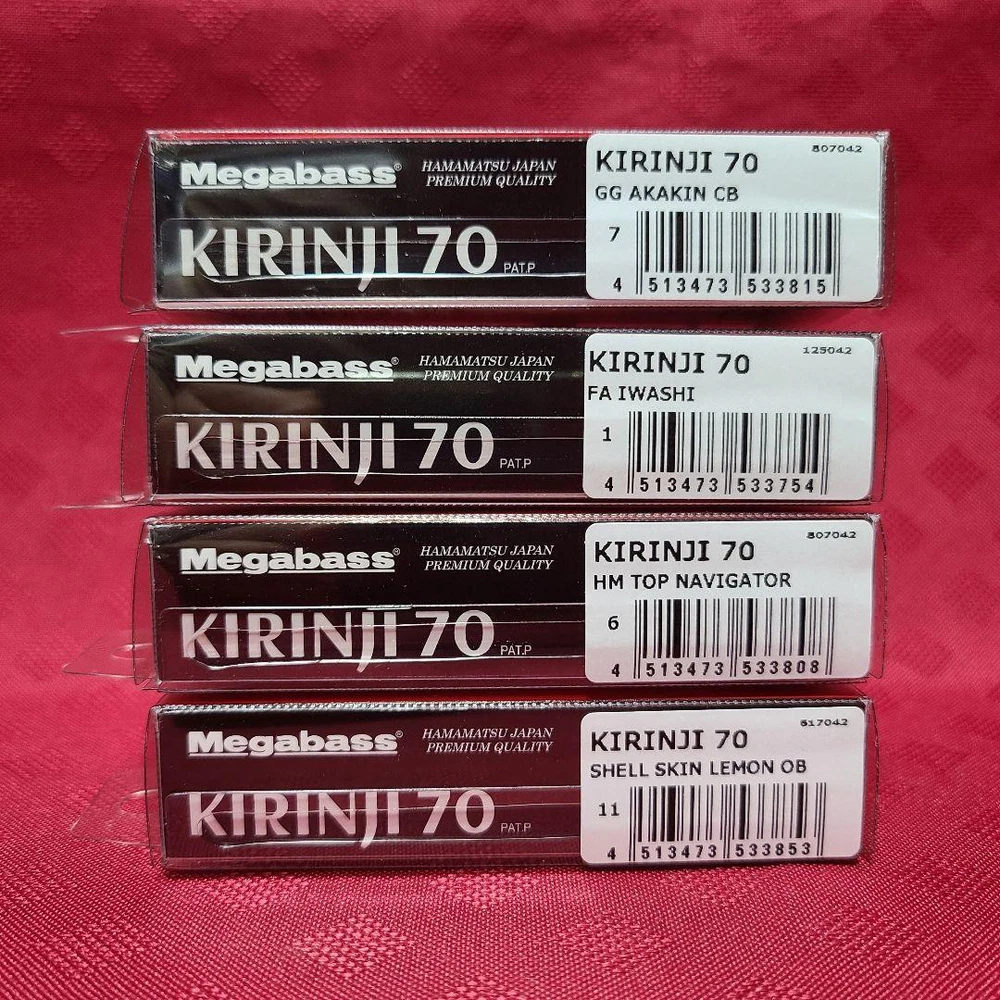 Megabass®
HAMAMATSU JAPAN
PREMIUM QUALITY
KIRINJI 70
PAT.P
KIRINJI 70
807042
GG AKAKIN CB
7
4 513473 533815
Megabass®
HAMAMATSU JAPAN
PREMIUM QUALITY
KIRINJI 70
PAT.P
KIRINJI 70
125042
FA IWASHI
1
4 513473 533754
Megabass®
HAMAMATSU JAPAN
PREMIUM QUALITY
KIRINJI 70
PAT.P
KIRINJI 70
807042
HM TOP NAVIGATOR
6
4 513473 533808
Megabass®
HAMAMATSU JAPAN
PREMIUM QUALITY
KIRINJI 70
PAT.P
KIRINJI 70
517042
SHELL SKIN LEMON OB
11
4 513473 533853